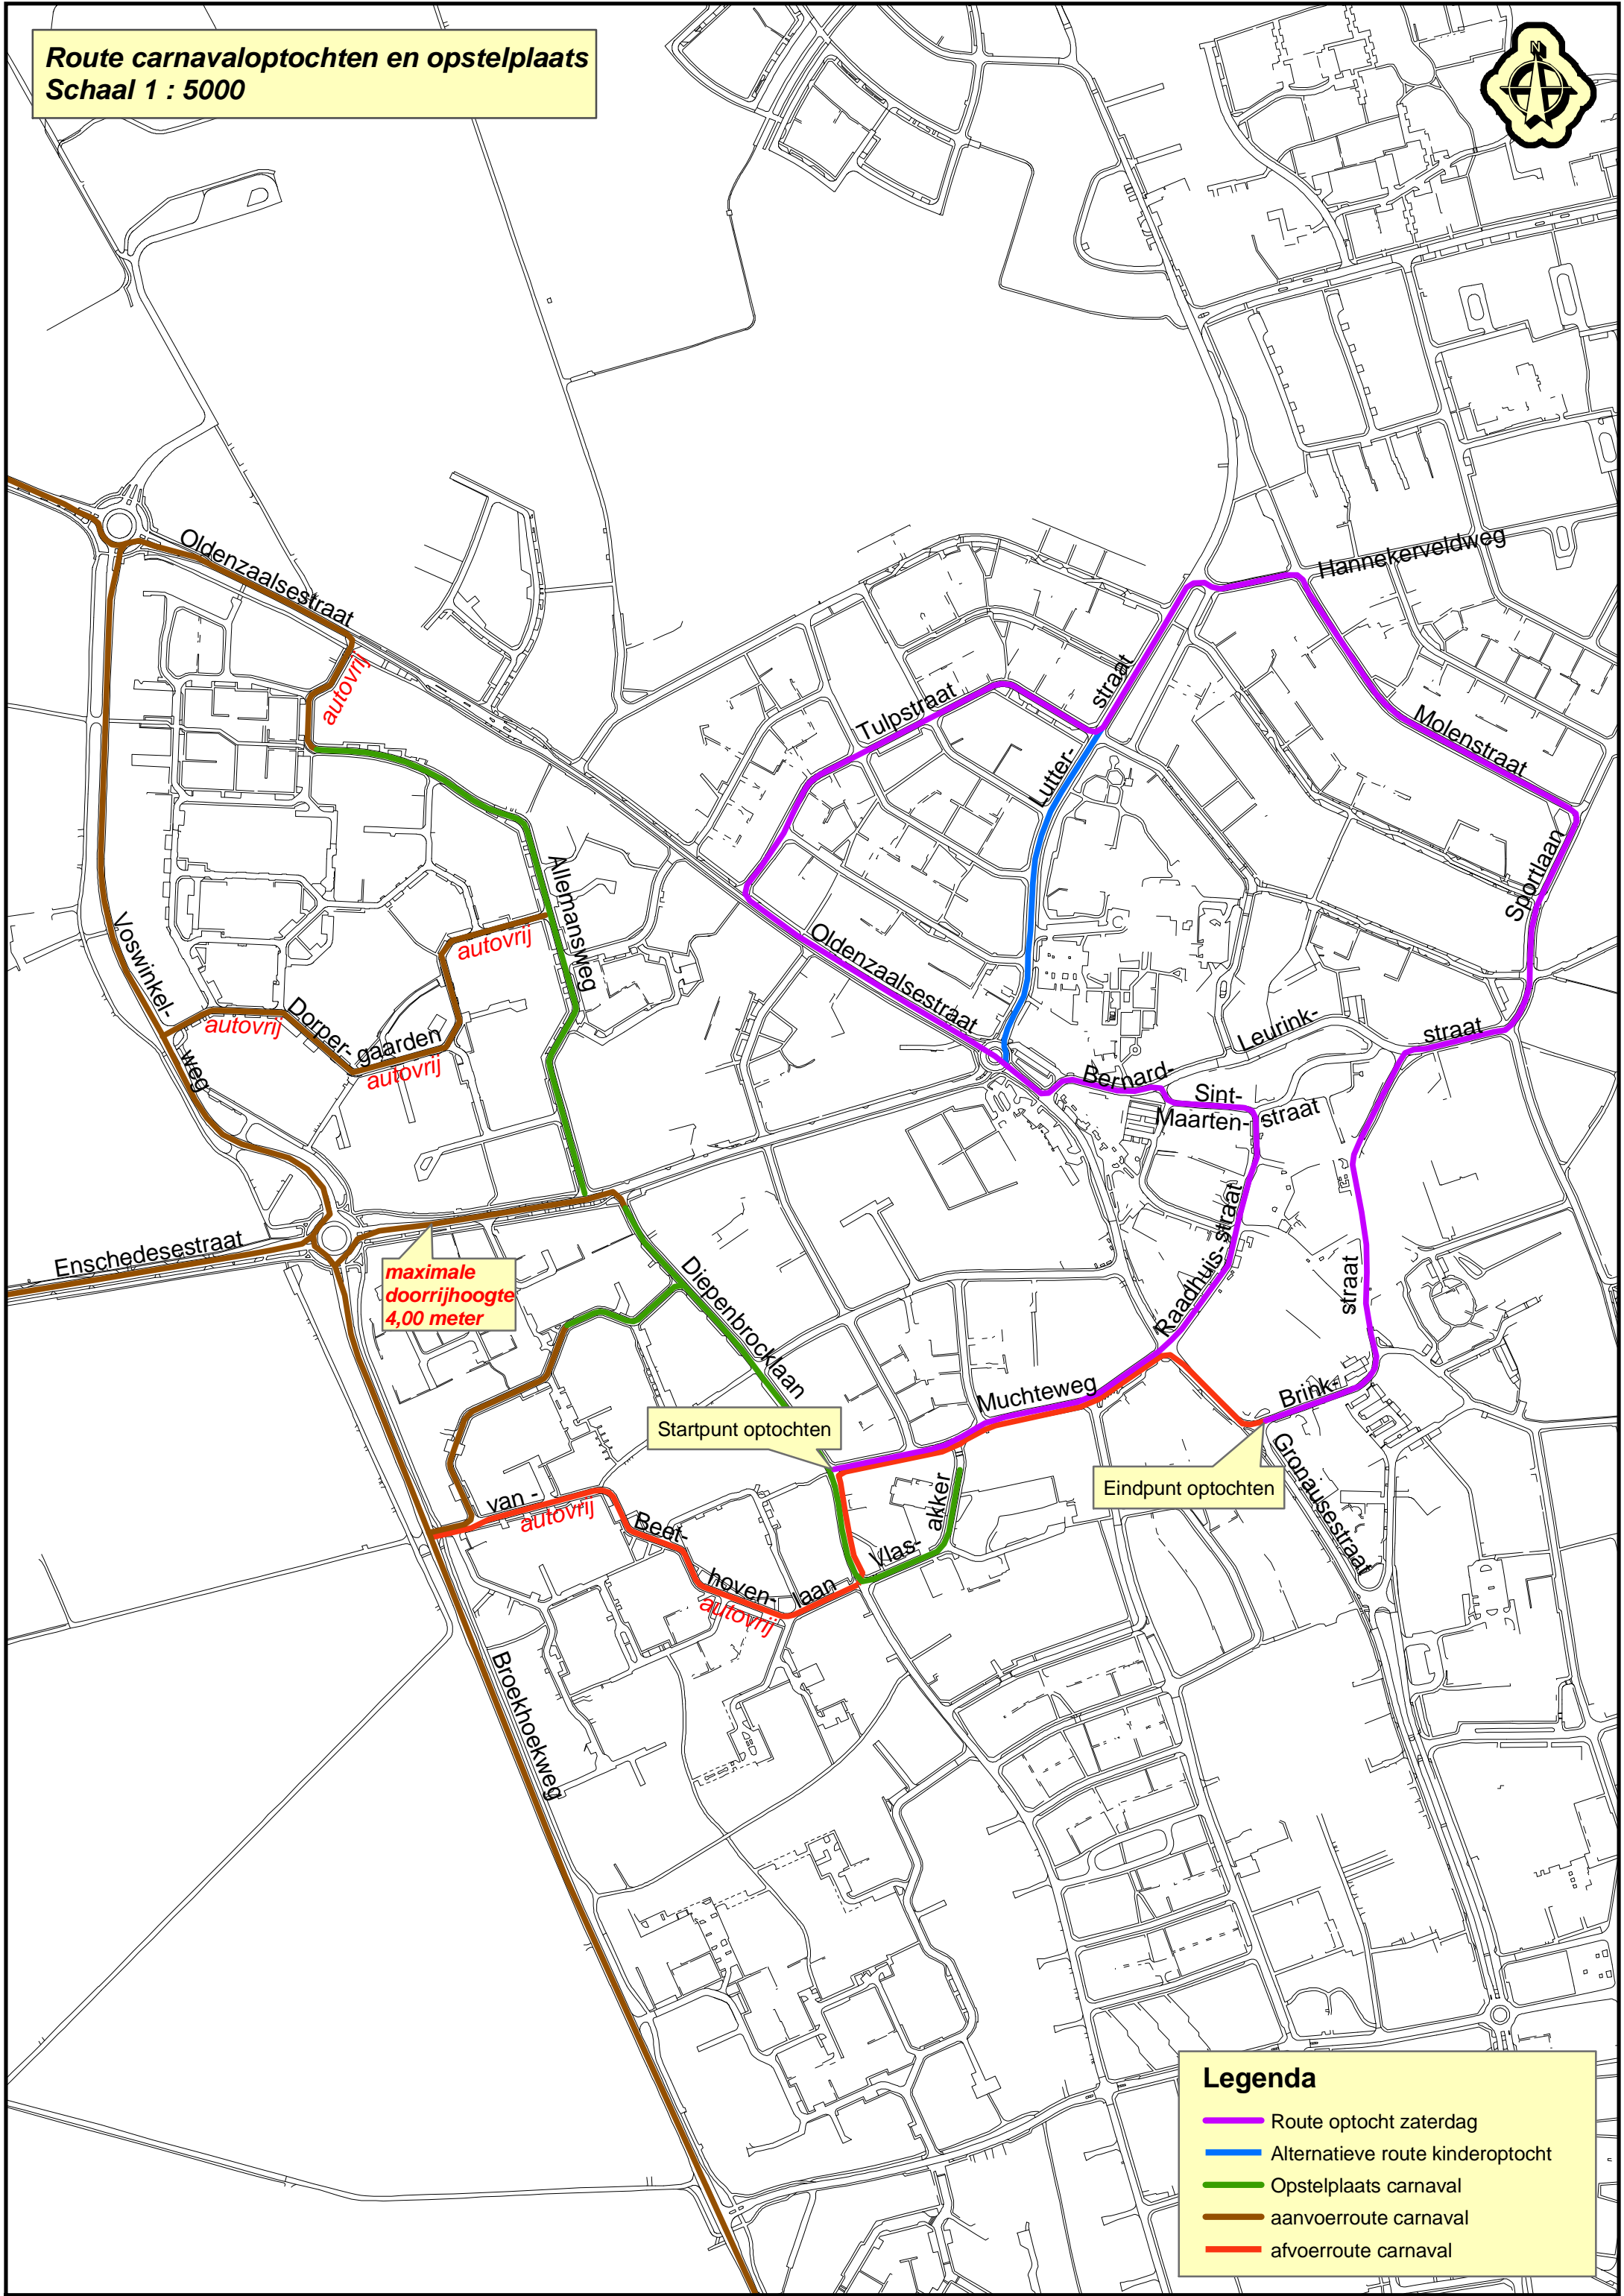 Route carnavaloptochten en opstelplaats
Schaal 1 : 5000
N
Oldenzaalsestraat
autovrij
Hannekerveldweg
Tulpstraat
straat
Lutter-
Molenstraat
Sportlaan
Allemansweg
autovrij
Voswinkel-
weg
autovrij
Dorper-
gaarden
autovrij
Oldenzaalsestraat
Leurink-
straat
Bernard-
Sint-
Maarten-
straat
Enschedesestraat
maximale
doorrijhoogte
4,00 meter
Diepenbrocklaan
Raadhuis-
straat
straat
Muchteweg
Brink-
Startpunt optochten
Eindpunt optochten
Gronausestraat
van -
autovrij
Beet-
hoven-
autovrij
laan
Vlas-
akker
Broekhoekweg
Legenda
Route optocht zaterdag
Alternatieve route kinderoptocht
Opstelplaats carnaval
aanvoerroute carnaval
afvoerroute carnaval